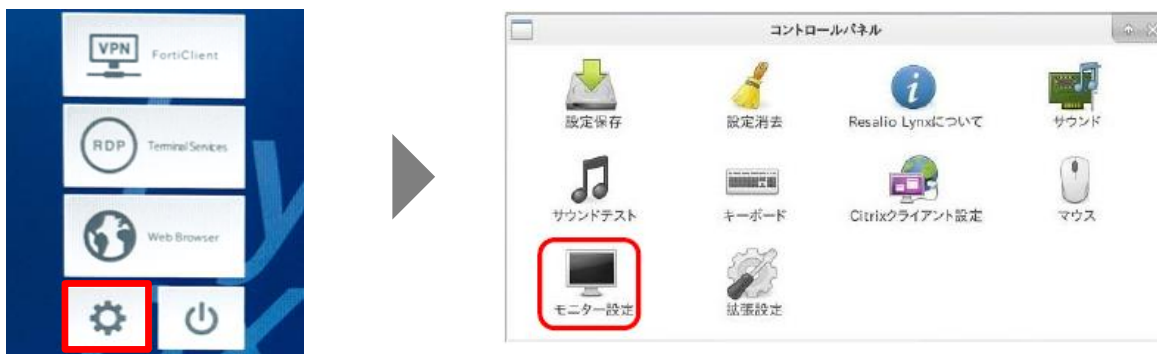 VPN
FortiClient
RDP
Terminal Services
Web Browser
コントロールパネル
設定保存
設定消去
Resalio Lynxについて
サウンド
サウンドテスト
キーボード
Citrixクライアント設定
マウス
モニター設定
拡張設定